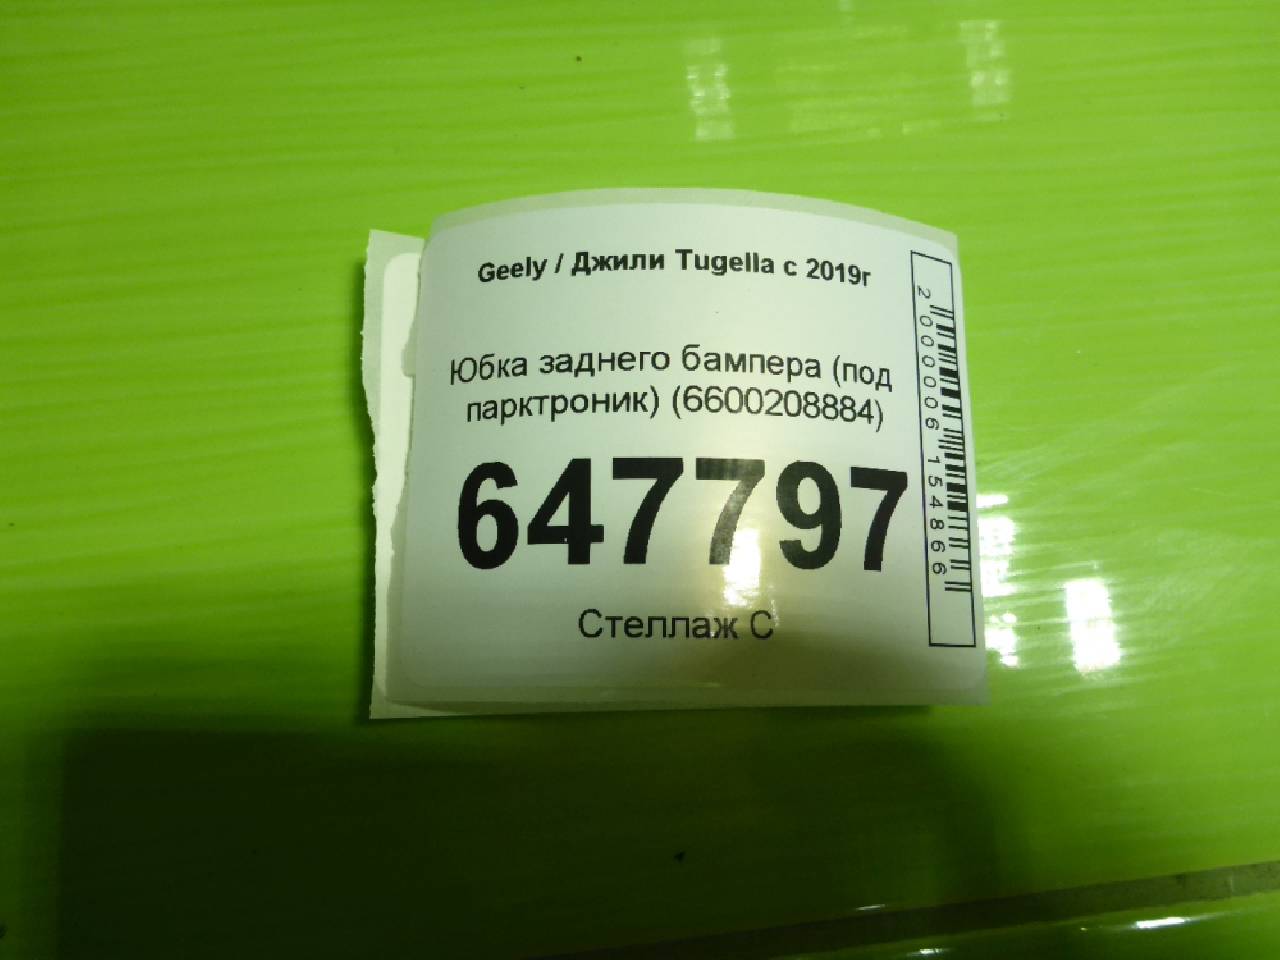 Geely / Джили Tugella с 2019г
Юбка заднего бампера (под
парктроник) (6600208884)
647797
Стеллаж С
2000006154866